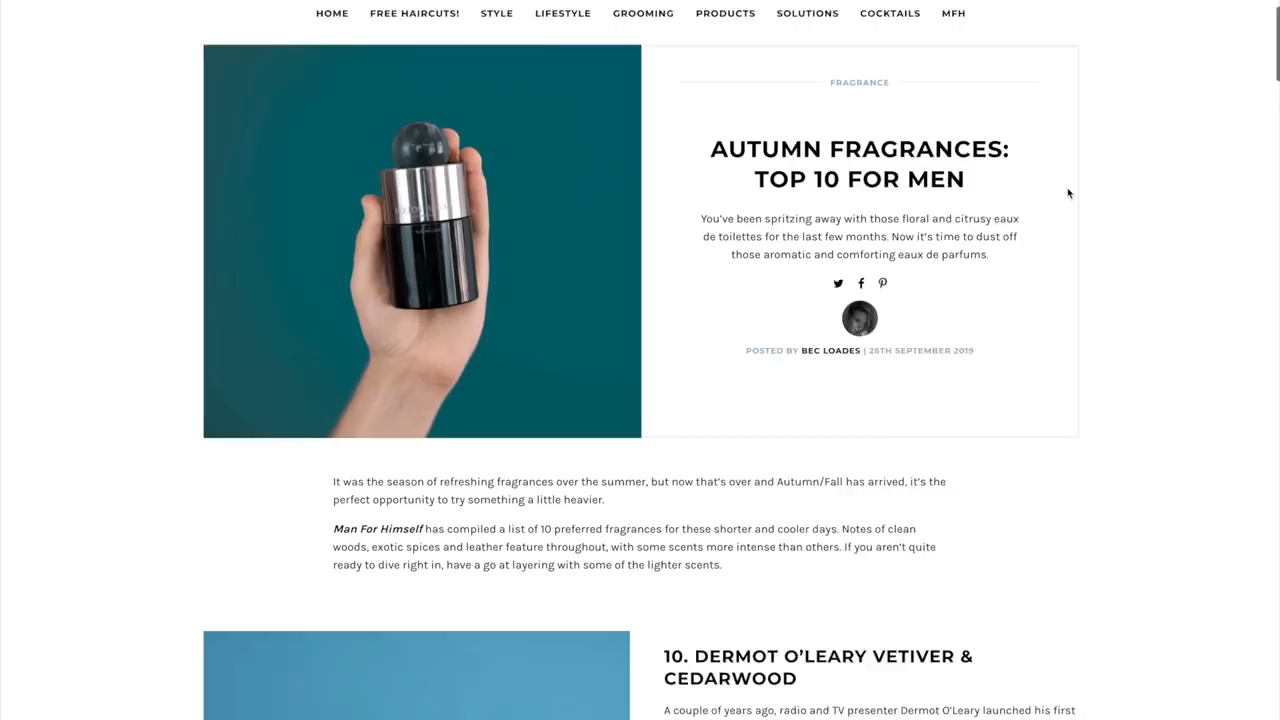 HOME FREE HAIRCUTS! STYLE LIFESTYLE GROOMING PRODUCTS SOLUTIONS COCKTAILS MFH
FRAGRANCE
AUTUMN FRAGRANCES:
TOP 10 FOR MEN
You've been spritzing away with those floral and citrusy eaux
de toilettes for the last few months. Now it's time to dust off
those aromatic and comforting eaux de parfums.
POSTED BY BEC LOADES | 26TH SEPTEMBER 2019
It was the season of refreshing fragrances over the summer, but now that's over and Autumn/Fall has arrived, it's the
perfect opportunity to try something a little heavier.
Man For Himself has compiled a list of 10 preferred fragrances for these shorter and cooler days. Notes of clean
woods, exotic spices and leather feature throughout, with some scents more intense than others. If you aren't quite
ready to dive right in, have a go at layering with some of the lighter scents.
10. DERMOT O'LEARY VETIVER &
CEDARWOOD
A couple of years ago, radio and TV presenter Dermot O'Leary launched his first